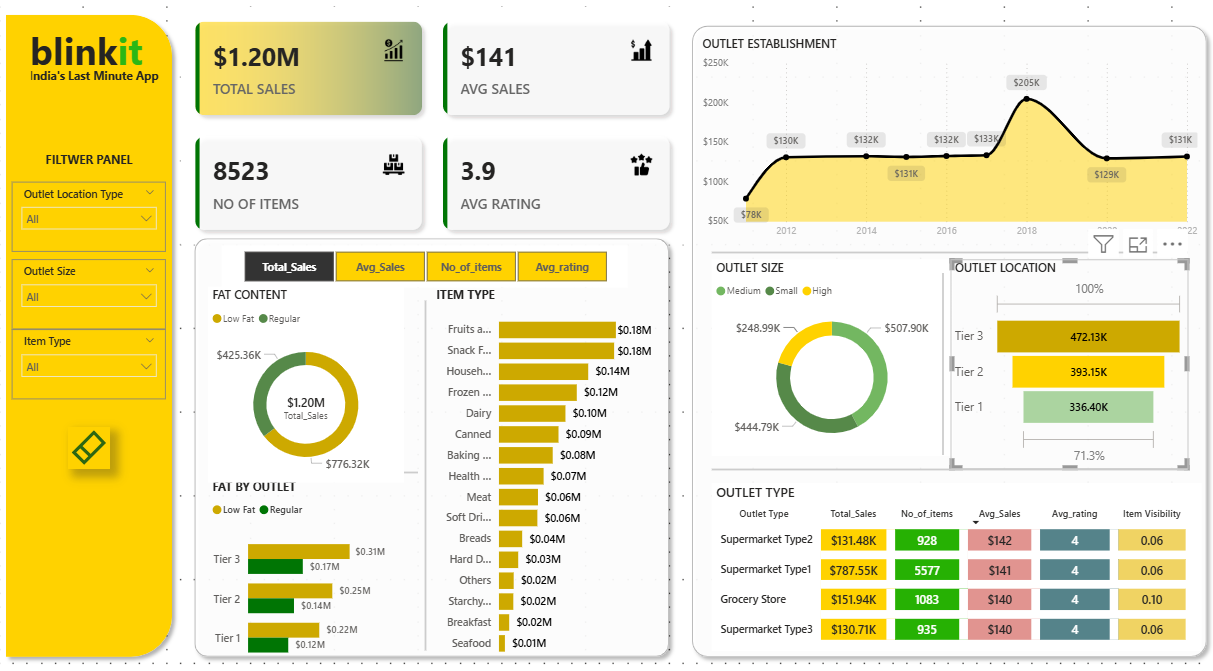 blinkit
India's Last Minute App
FILTWER PANEL
Outlet Location Type
All
Outlet Size
All
Item Type
All
$1.20M
TOTAL SALES
$141
AVG SALES
8523
NO OF ITEMS
3.9
AVG RATING
Total_Sales
Avg_Sales
No_of_items
Avg_rating
FAT CONTENT
Low Fat
Regular
$425.36K
$1.20M
Total_Sales
$776.32K
FAT BY OUTLET
Low Fat
Regular
Tier 3
$0.31M
$0.17M
Tier 2
$0.25M
$0.14M
Tier 1
$0.22M
$0.12M
ITEM TYPE
Fruits a... $0.18M
Snack F... $0.18M
Househ... $0.14M
Frozen ... $0.12M
Dairy $0.10M
Canned $0.09M
Baking ... $0.08M
Health ... $0.07M
Meat $0.06M
Soft Dri... $0.06M
Breads $0.04M
Hard D... $0.03M
Others $0.02M
Starchy... $0.02M
Breakfast $0.02M
Seafood $0.01M
OUTLET ESTABLISHMENT
$250K
$200K
$150K
$100K
$50K
$78K
$130K
$132K
$131K
$132K
$133K
$205K
$129K
$131K
2012
2014
2016
2018
2020
2022
OUTLET SIZE
Medium
Small
High
$248.99K
$507.90K
$444.79K
OUTLET LOCATION
100%
Tier 3 472.13K
Tier 2 393.15K
Tier 1 336.40K
71.3%
OUTLET TYPE
Outlet Type Total_Sales No_of_items Avg_Sales Avg_rating Item Visibility
Supermarket Type2 $131.48K 928 $142 4 0.06
Supermarket Type1 $787.55K 5577 $141 4 0.06
Grocery Store $151.94K 1083 $140 4 0.10
Supermarket Type3 $130.71K 935 $140 4 0.06